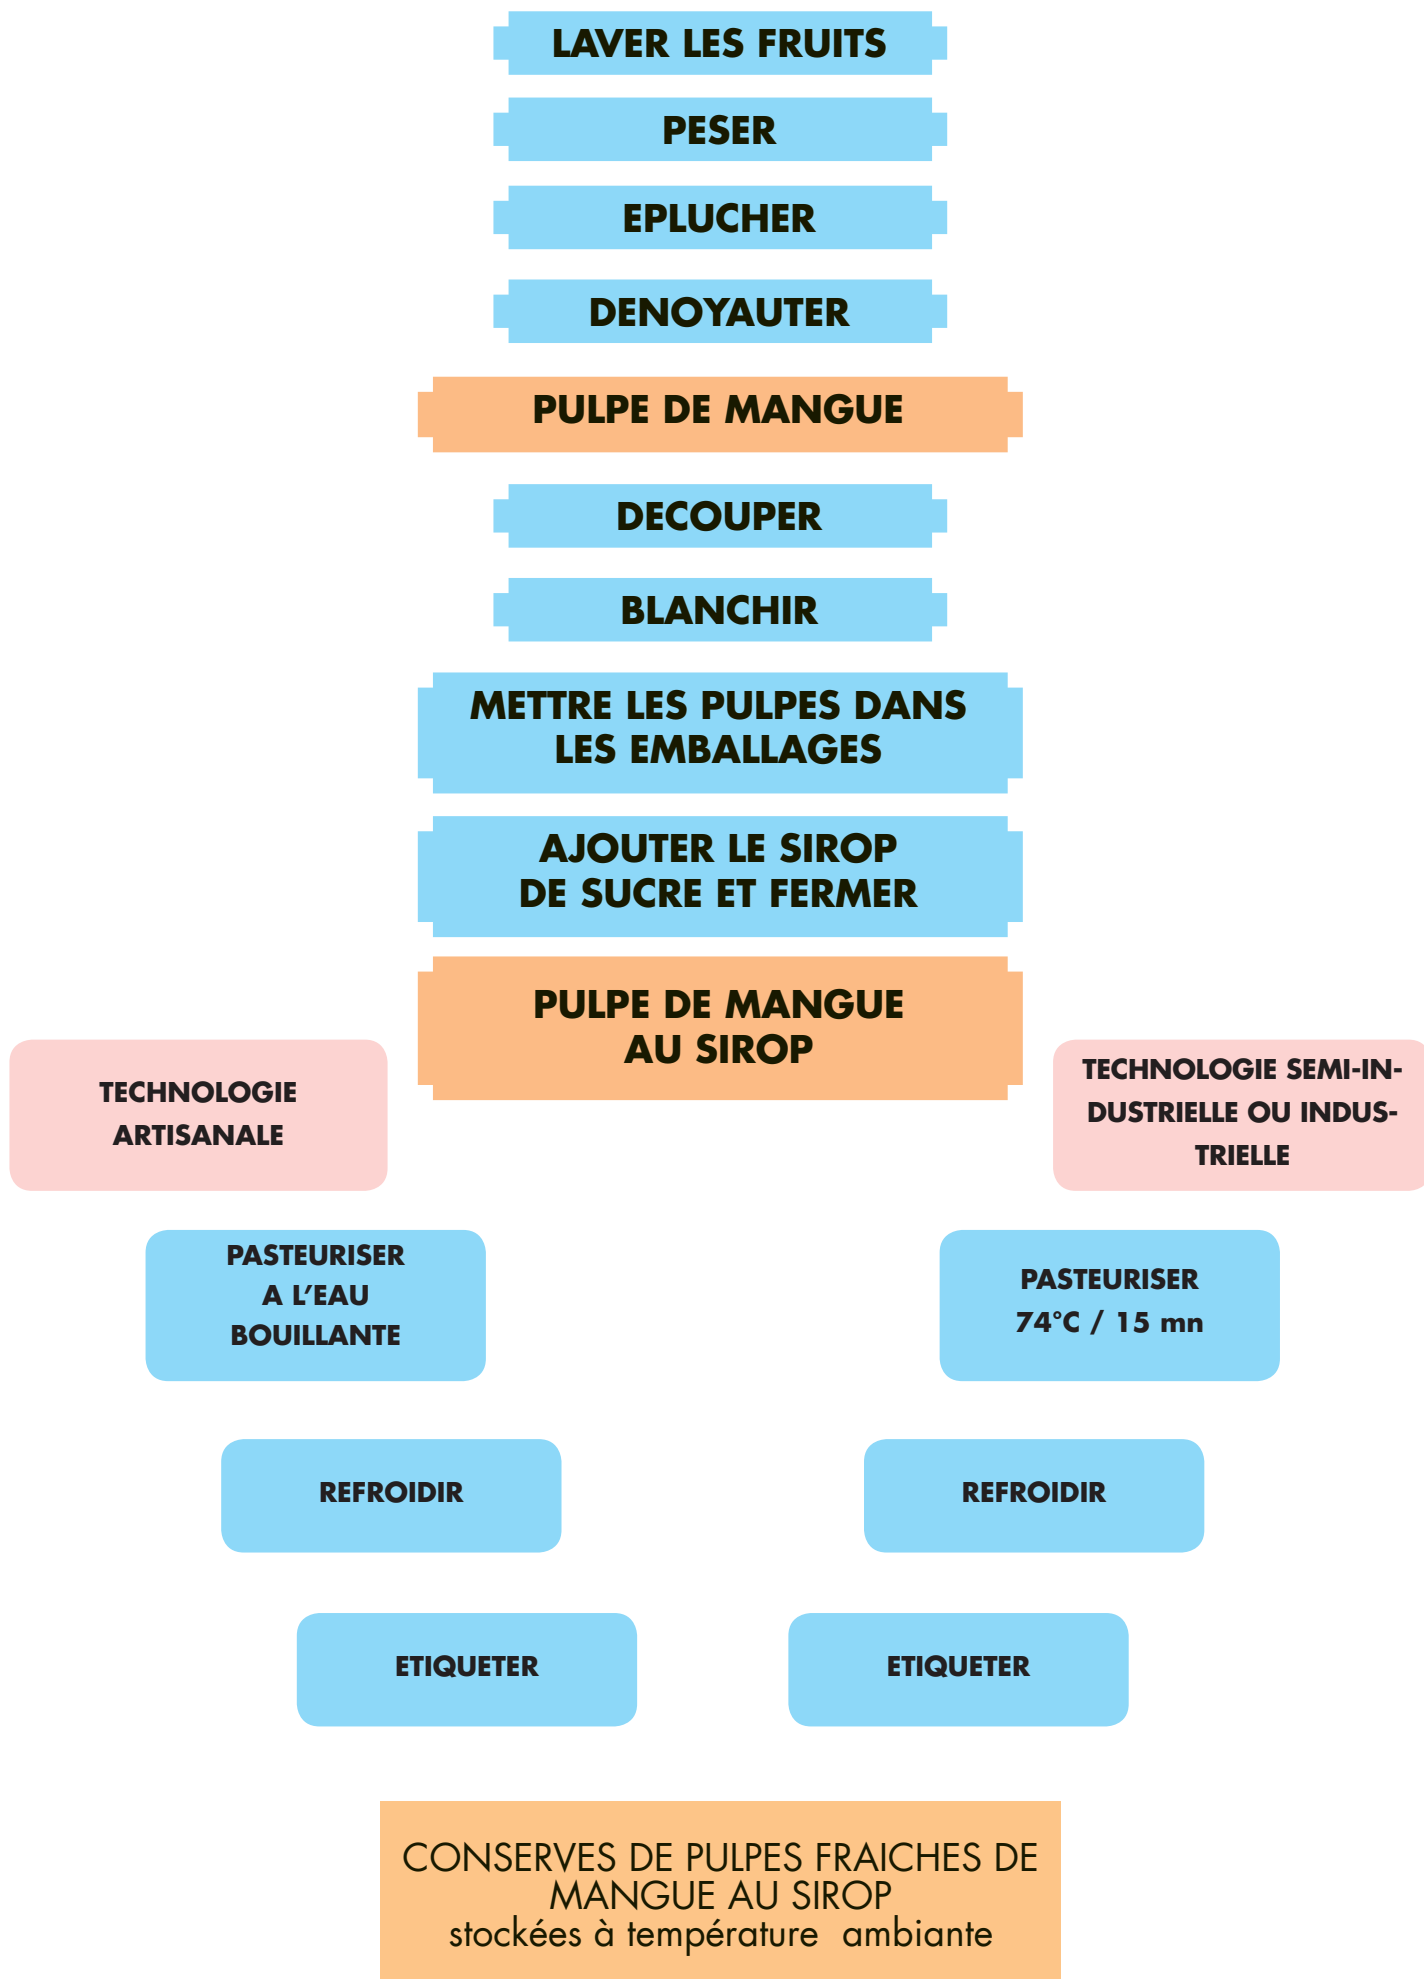 LAVER LES FRUITS
PESER
EPLUCHER
DENOYAUTER
PULPE DE MANGUE
DECOUPER
BLANCHIR
METTRE LES PULPES DANS
LES EMBALLAGES
AJOUTER LE SIROP
DE SUCRE ET FERMER
PULPE DE MANGUE
AU SIROP
TECHNOLOGIE
ARTISANALE
TECHNOLOGIE SEMI-IN-
DUSTRIELLE OU INDUS-
TRIELLE
PASTEURISER
A L’EAU
BOUILLANTE
PASTEURISER
74°C / 15 mn
REFROIDIR
REFROIDIR
ETIQUETER
ETIQUETER
CONSERVES DE PULPES FRAICHES DE
MANGUE AU SIROP
stockées à température ambiante